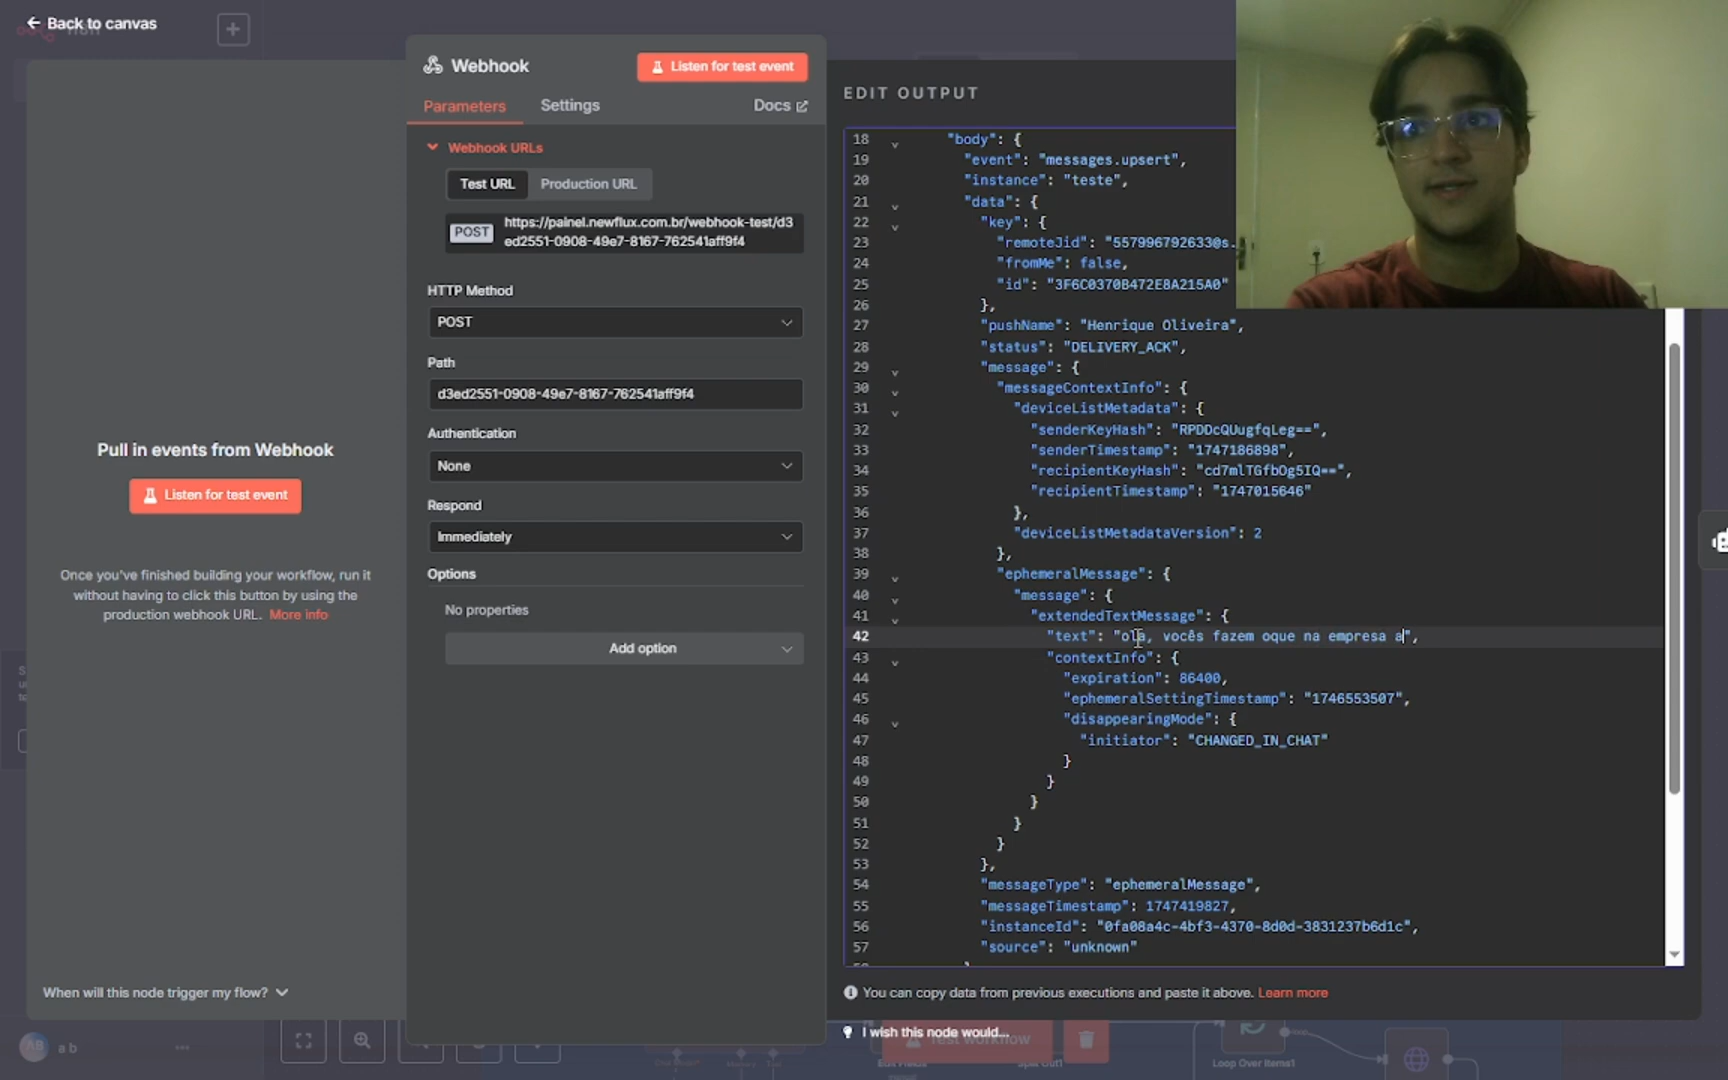 Back to canvas
Webhook
Listen for test event
Parameters
Settings
Docs
Webhook URLs
Test URL
Production URL
POST
https://painel.newflux.com.br/webhook-test/d3
ed2551-0908-49e7-8167-762541aff9f4
HTTP Method
POST
Path
d3ed2551-0908-49e7-8167-762541aff9f4
Authentication
None
Respond
Immediately
Options
No properties
Add option
Pull in events from Webhook
Listen for test event
Once you've finished building your workflow, run it
without having to click this button by using the
production webhook URL. More info
When will this node trigger my flow?
EDIT OUTPUT
18 "body": {
19 "event": "messages.upsert",
20 "instance": "teste",
21 "data": {
22 "key": {
23 "remoteJid": "557996792633@s.
24 "fromMe": false,
25 "id": "3F6C0370B472E8A215A0"
26 },
27 "pushName": "Henrique Oliveira",
28 "status": "DELIVERY_ACK",
29 "message": {
30 "messageContextInfo": {
31 "deviceListMetadata": {
32 "senderKeyHash": "RPDDcQUugfqLeg==",
33 "senderTimestamp": "1747186898",
34 "recipientKeyHash": "cd7mlTGfbOg5IQ==",
35 "recipientTimestamp": "1747015646"
36 },
37 "deviceListMetadataVersion": 2
38 },
39 "ephemeralMessage": {
40 "message": {
41 "extendedTextMessage": {
42 "text": "ola, vocês fazem oque na empresa a",
43 "contextInfo": {
44 "expiration": 86400,
45 "ephemeralSettingTimestamp": "1746553507",
46 "disappearingMode": {
47 "initiator": "CHANGED_IN_CHAT"
48 }
49 }
50 }
51 }
52 }
53 },
54 "messageType": "ephemeralMessage",
55 "messageTimestamp": 1747419827,
56 "instanceId": "0fa08a4c-4bf3-4370-8d0d-3831237b6d1c",
57 "source": "unknown"
You can copy data from previous executions and paste it above. Learn more
I wish this node would...
Test workflow
AB
a b
Loop Over Items1